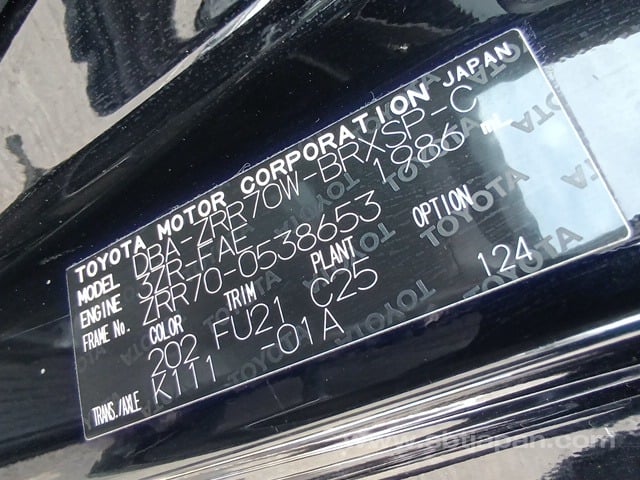 TOYOTA MOTOR CORPORATION JAPAN
MODEL DBA-ZRR70W-BRXSP-C
ENGINE 3ZR-FAE 1986 mL
FRAME No. ZRR70-0538653
COLOR TRIM PLANT OPTION
202 FU21 C25 124
TRANS./AXLE K111 -01A